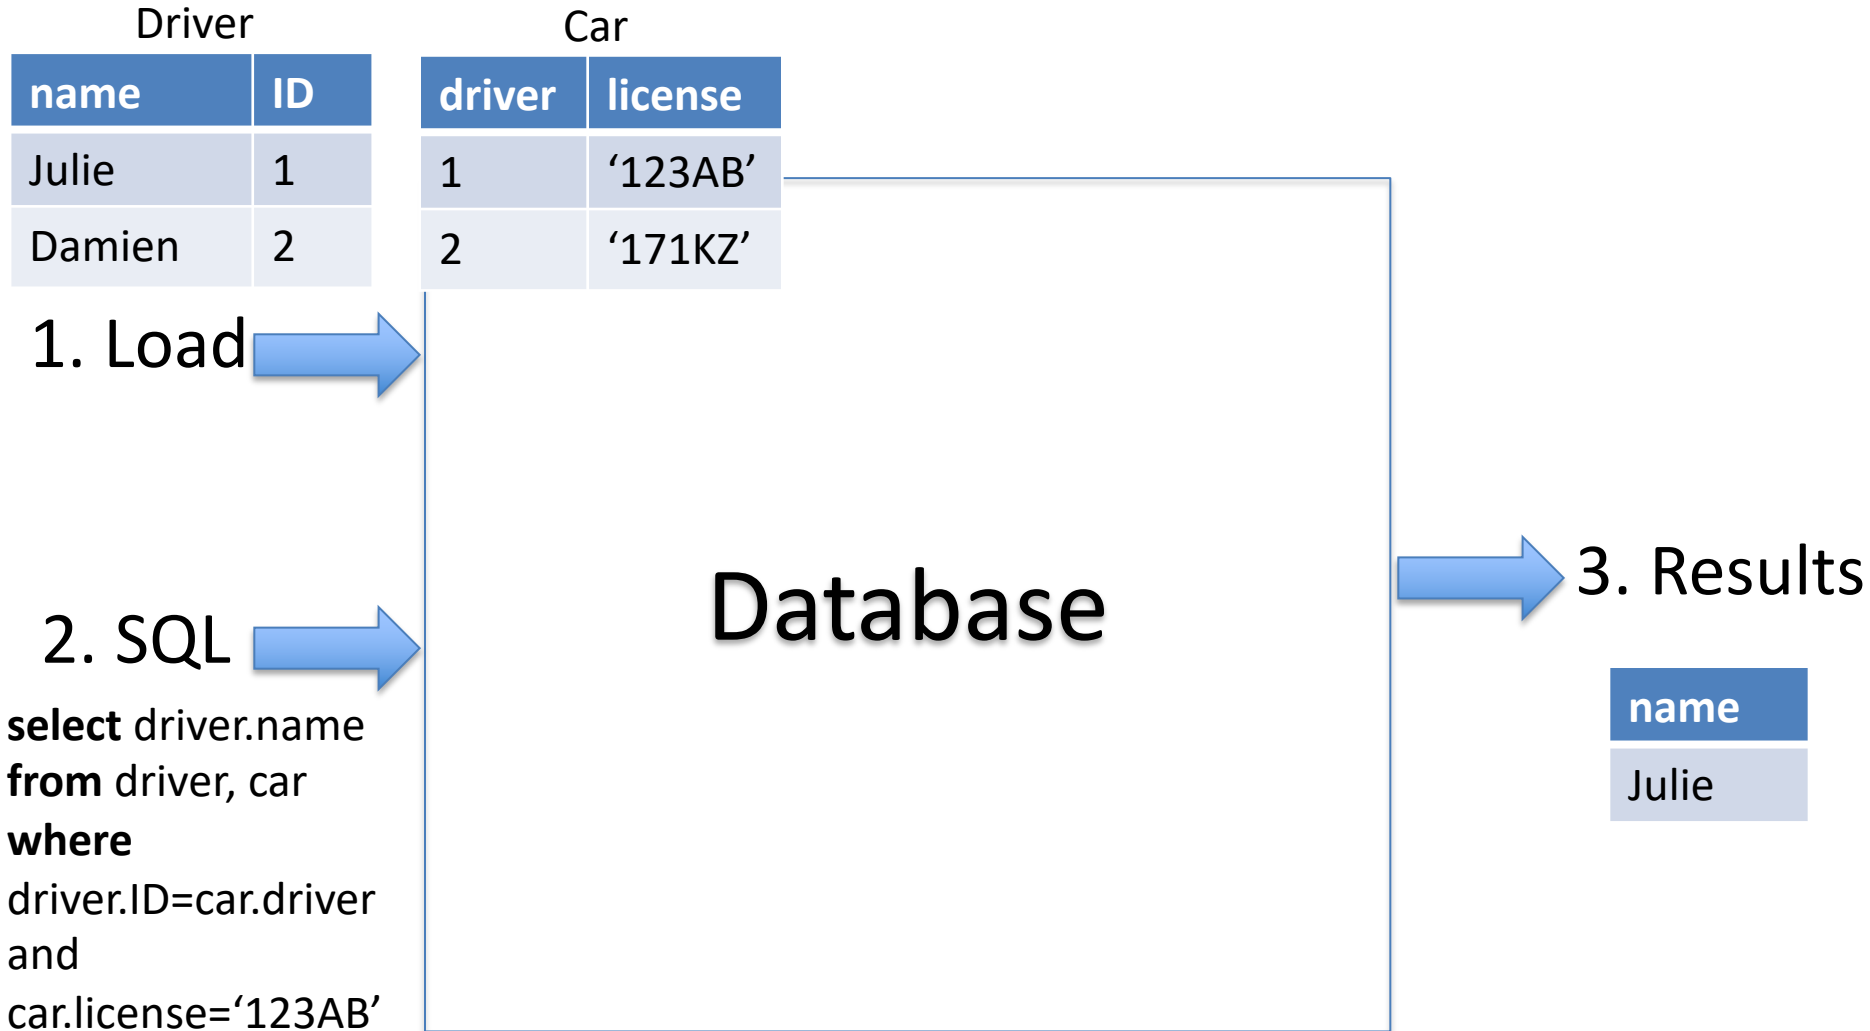 Driver
name ID
Julie 1
Damien 2
Car
driver license
1 ‘123AB’
2 ‘171KZ’
1. Load
2. SQL
select driver.name
from driver, car
where
driver.ID=car.driver
and
car.license=‘123AB’
Database
3. Results
name
Julie